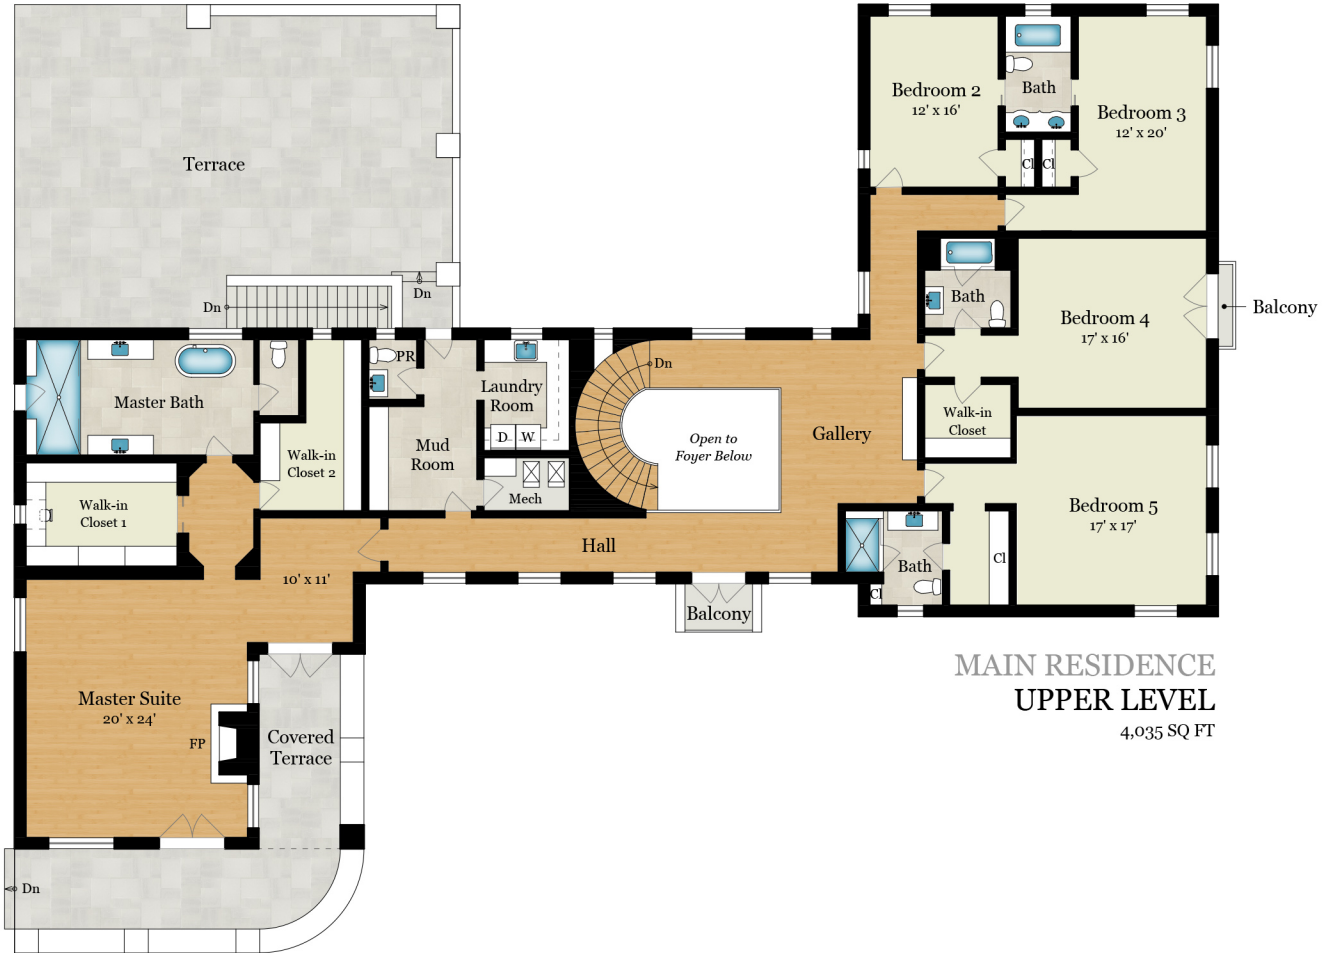 Terrace
Dn
Dn
Bedroom 2
12' x 16'
Bath
Bedroom 3
12' x 20'
Cl
Cl
Bath
Bedroom 4
17' x 16'
Balcony
PR
Laundry
Room
D
W
Dn
Master Bath
Walk-in
Closet 2
Mud
Room
Mech
Open to
Foyer Below
Gallery
Walk-in
Closet
Walk-in
Closet 1
Bedroom 5
17' x 17'
Hall
10' x 11'
Bath
Cl
Cl
Balcony
Master Suite
20' x 24'
FP
Covered
Terrace
Dn
MAIN RESIDENCE
UPPER LEVEL
4,035 SQ FT